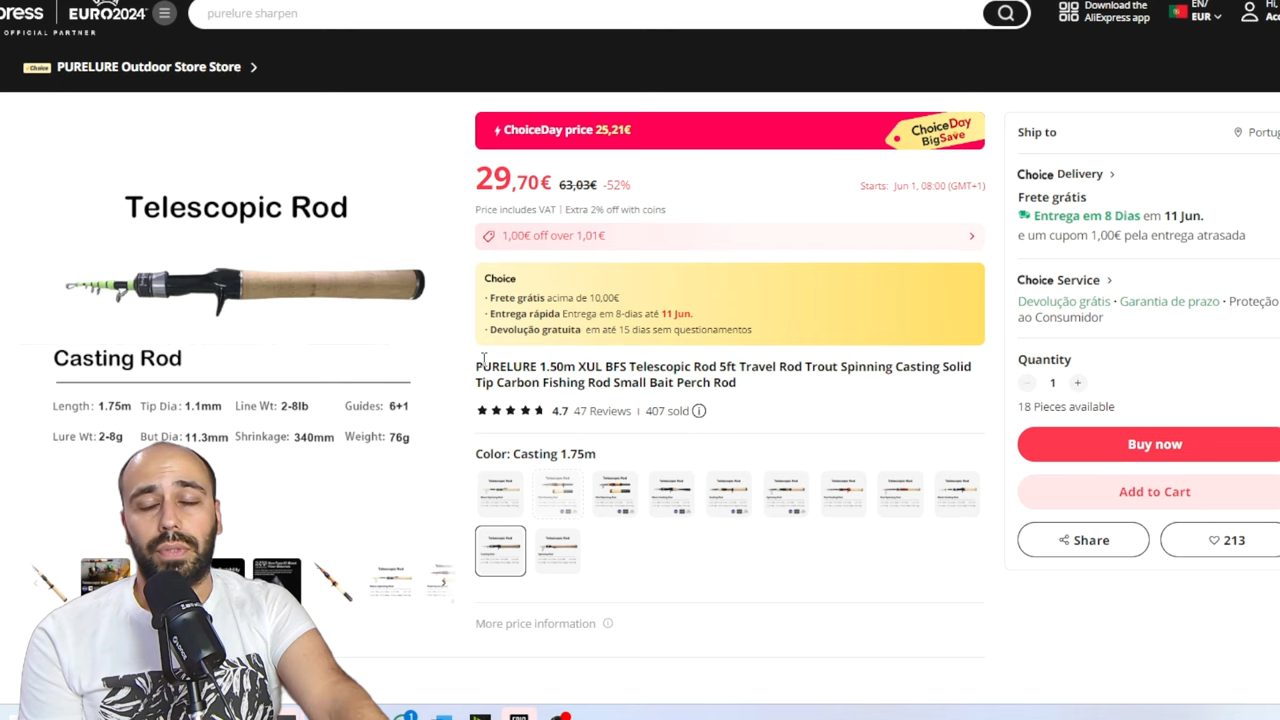 press EURO2024
OFFICIAL PARTNER
purelure sharpen
Download the
AliExpress app
EN/
EUR
Hi,
Choice PURELURE Outdoor Store Store
Telescopic Rod
Casting Rod
Length: 1.75m Tip Dia: 1.1mm Line Wt: 2-8lb Guides: 6+1
Lure Wt: 2-8g But Dia: 11.3mm Shrinkage: 340mm Weight: 76g
ChoiceDay price 25,21€
ChoiceDay
BigSave
29,70€ 63,03€ -52%
Starts: Jun 1, 08:00 (GMT+1)
Price includes VAT | Extra 2% off with coins
1,00€ off over 1,01€
Choice
· Frete grátis acima de 10,00€
· Entrega rápida Entrega em 8-dias até 11 Jun.
· Devolução gratuita em até 15 dias sem questionamentos
PURELURE 1.50m XUL BFS Telescopic Rod 5ft Travel Rod Trout Spinning Casting Solid
Tip Carbon Fishing Rod Small Bait Perch Rod
4.7 47 Reviews | 407 sold
Color: Casting 1.75m
More price information
Ship to
Portug
Choice Delivery
Frete grátis
Entrega em 8 Dias em 11 Jun.
e um cupom 1,00€ pela entrega atrasada
Choice Service
Devolução grátis · Garantia de prazo · Proteção
ao Consumidor
Quantity
- 1 +
18 Pieces available
Buy now
Add to Cart
Share
213